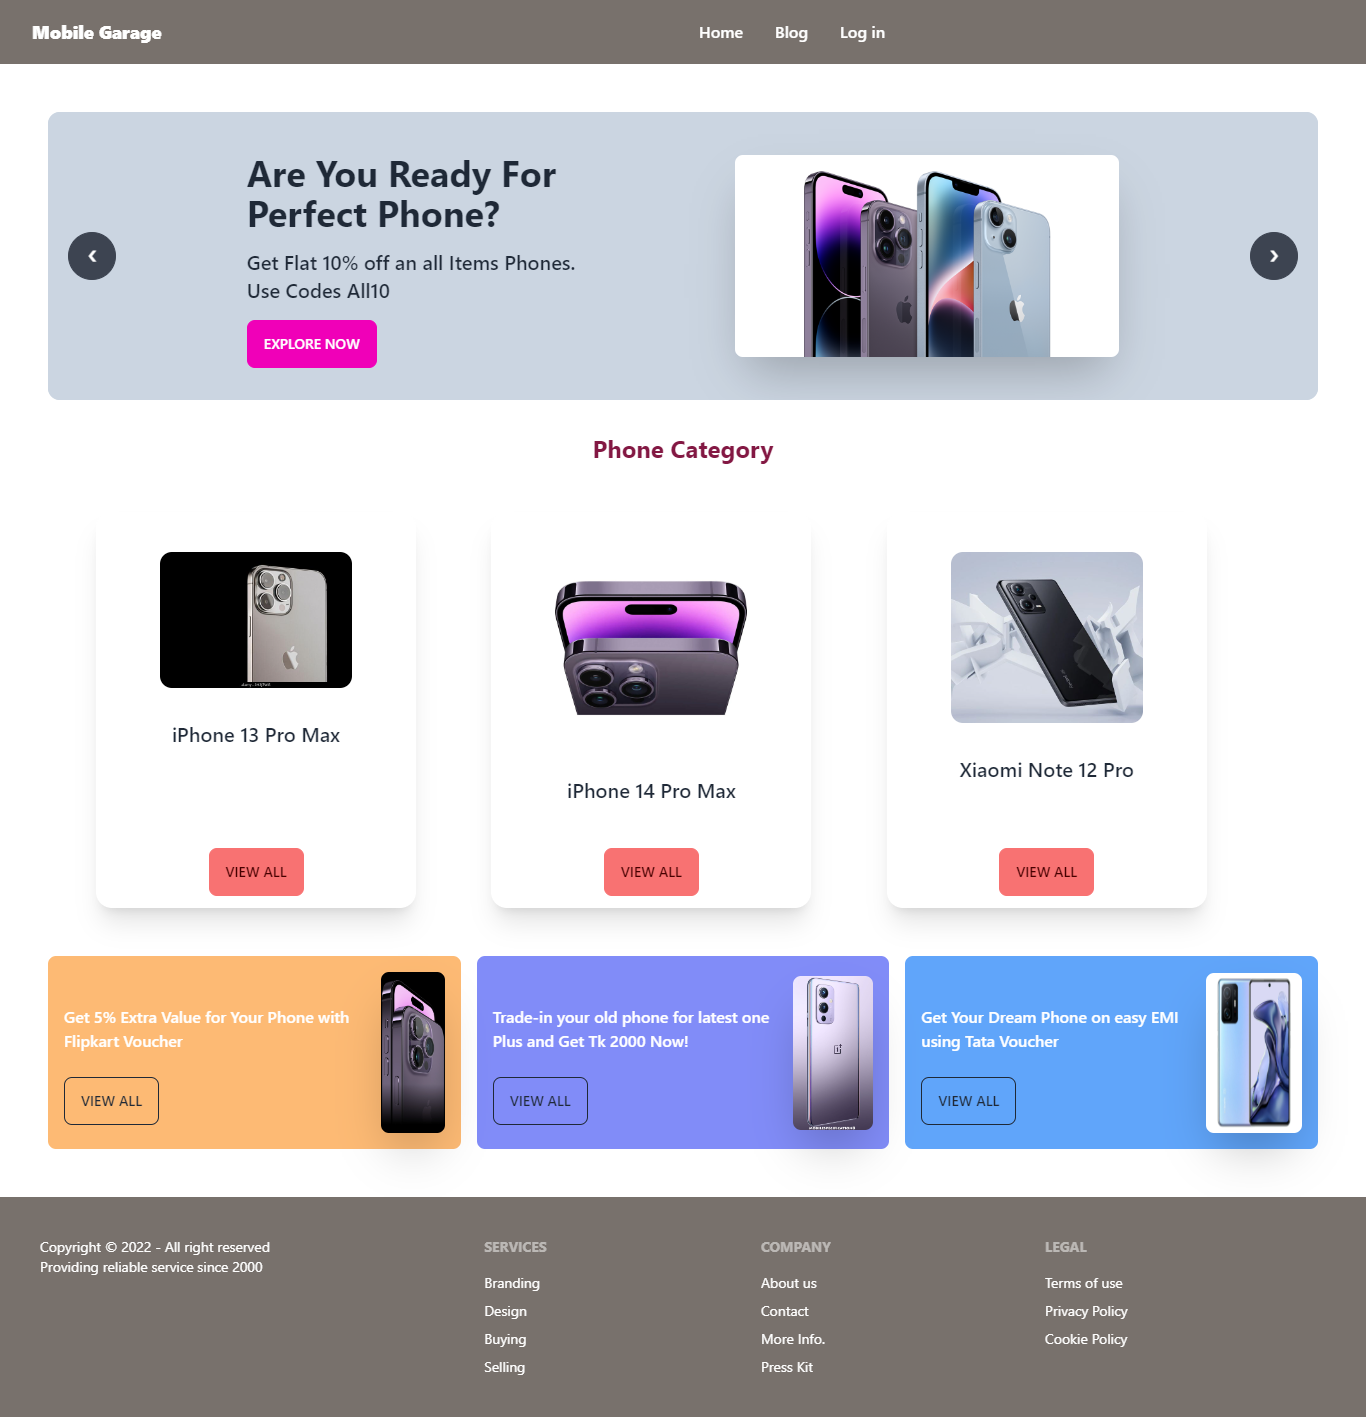 Mobile Garage
Home
Blog
Log in
Are You Ready For
Perfect Phone?
Get Flat 10% off an all Items Phones.
Use Codes All10
EXPLORE NOW
❮
❯
Phone Category
iPhone 13 Pro Max
iPhone 14 Pro Max
Xiaomi Note 12 Pro
VIEW ALL
VIEW ALL
VIEW ALL
Get 5% Extra Value for Your Phone with
Flipkart Voucher
VIEW ALL
Trade-in your old phone for latest one
Plus and Get Tk 2000 Now!
VIEW ALL
Get Your Dream Phone on easy EMI
using Tata Voucher
VIEW ALL
Copyright © 2022 - All right reserved
Providing reliable service since 2000
SERVICES
Branding
Design
Buying
Selling
COMPANY
About us
Contact
More Info.
Press Kit
LEGAL
Terms of use
Privacy Policy
Cookie Policy